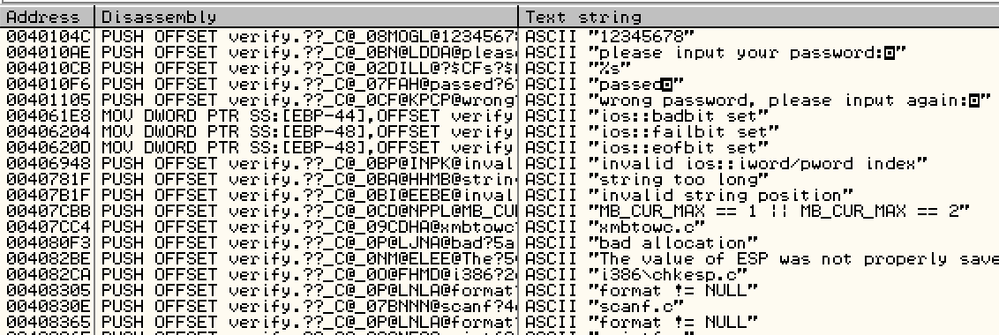 Address Disassembly Text string
0040104C PUSH OFFSET verify.??_C@_08MOGL@12345678 ASCII "12345678"
004010AE PUSH OFFSET verify.??_C@_0BN@LDDA@pleas ASCII "please input your password:◘"
004010CB PUSH OFFSET verify.??_C@_02DILL@?$CFs?$ ASCII "%s"
004010F6 PUSH OFFSET verify.??_C@_07FAH@passed?6 ASCII "passed◘"
00401105 PUSH OFFSET verify.??_C@_0CF@KPCP@wrong ASCII "wrong password, please input again:◘"
004061E8 MOV DWORD PTR SS:[EBP-44],OFFSET verify ASCII "ios::badbit set"
00406204 MOV DWORD PTR SS:[EBP-48],OFFSET verify ASCII "ios::failbit set"
0040620D MOV DWORD PTR SS:[EBP-48],OFFSET verify ASCII "ios::eofbit set"
00406948 PUSH OFFSET verify.??_C@_0BP@INPK@inval ASCII "invalid ios::iword/pword index"
0040781F PUSH OFFSET verify.??_C@_0BA@HHMB@strin ASCII "string too long"
00407B1F PUSH OFFSET verify.??_C@_0BI@EEBE@inval ASCII "invalid string position"
00407CBB PUSH OFFSET verify.??_C@_0CD@NPPL@MB_CU ASCII "MB_CUR_MAX == 1 || MB_CUR_MAX == 2"
00407CC4 PUSH OFFSET verify.??_C@_09CDHA@xmbtowc ASCII "xmbtowc.c"
004080F3 PUSH OFFSET verify.??_C@_0P@LJNA@bad?5a ASCII "bad allocation"
004082BE PUSH OFFSET verify.??_C@_0NM@ELEE@The?5 ASCII "The value of ESP was not properly save
004082CA PUSH OFFSET verify.??_C@_0O@FHMD@i386?2 ASCII "i386\chkesp.c"
00408305 PUSH OFFSET verify.??_C@_0P@LNLA@format ASCII "format != NULL"
0040830E PUSH OFFSET verify.??_C@_07BNNN@scanf?4 ASCII "scanf.c"
00408365 PUSH OFFSET verify.??_C@_0P@LNLA@format ASCII "format != NULL"